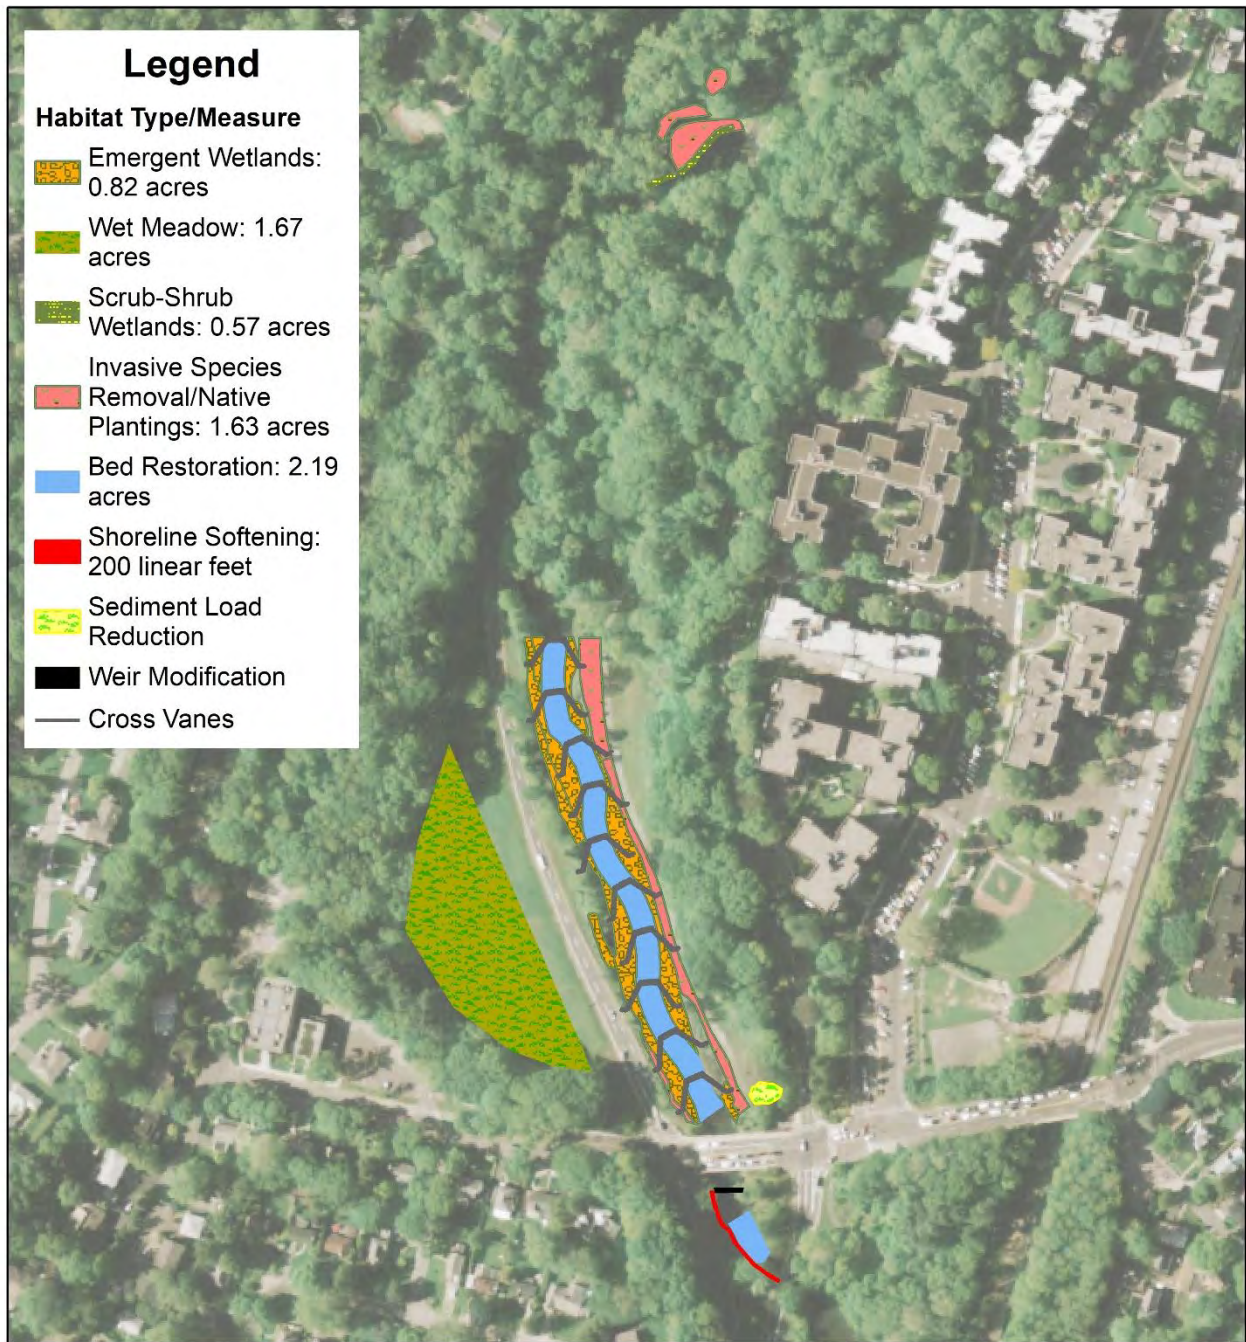 Legend
Habitat Type/Measure
Emergent Wetlands:
0.82 acres
Wet Meadow: 1.67
acres
Scrub-Shrub
Wetlands: 0.57 acres
Invasive Species
Removal/Native
Plantings: 1.63 acres
Bed Restoration: 2.19
acres
Shoreline Softening:
200 linear feet
Sediment Load
Reduction
Weir Modification
Cross Vanes